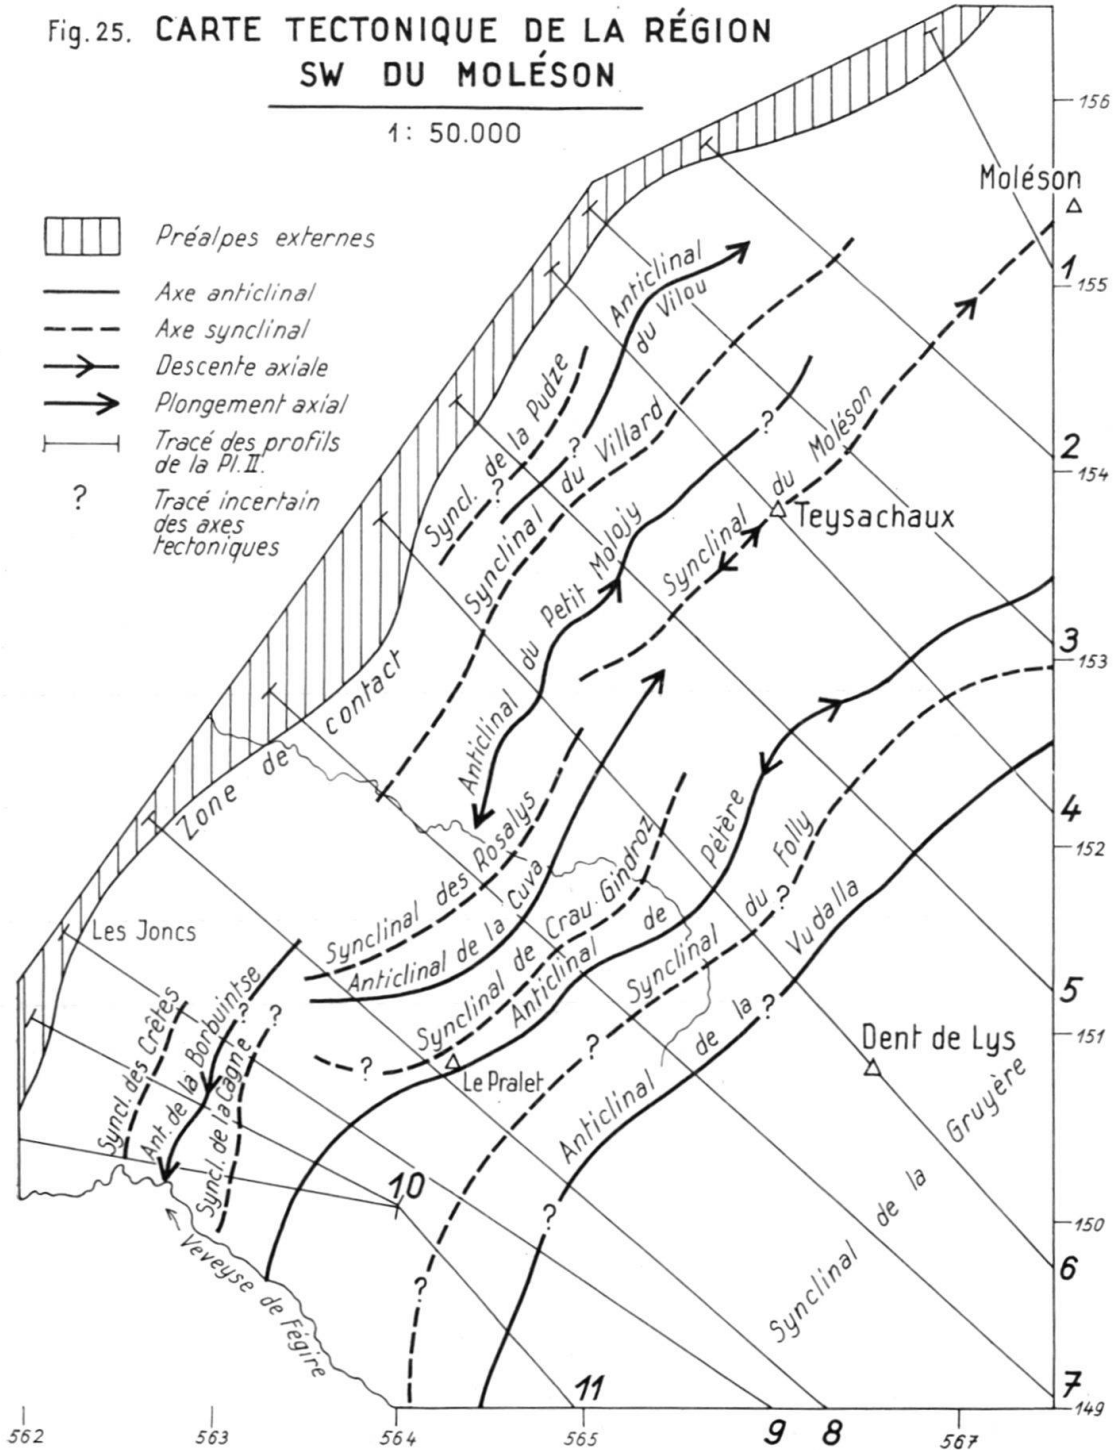 Fig. 25. CARTE TECTONIQUE DE LA RÉGION
SW DU MOLÉSON
1: 50.000
Préalpes externes
Axe anticlinal
Axe synclinal
Descente axiale
Plongement axial
Tracé des profils
de la Pl. II.
?
Tracé incertain
des axes
tectoniques
156
Moléson
1
155
Anticlinal
du Vilou
Syncl. de la Pudze
?
?
Synclinal du Villard
2
154
?
Synclinal du Moléson
Teysachaux
Anticlinal du Petit Molojy
3
153
Zone de contact
4
152
Synclinal des Rosalys
Anticlinal de la Cuva
Synclinal de Crau Gindroz
?
Anticlinal de Pétère
Synclinal du Folly
?
?
?
Anticlinal de la Vudalla
?
?
5
151
Les Joncs
Syncl. des Crêtes
Ant. de la Borbuintse
?
Syncl. de la Cagne
?
Le Pralet
Dent de Lys
Synclinal de la Gruyère
10
150
6
Veveyse de Fégire
11
9
8
7
149
562
563
564
565
567